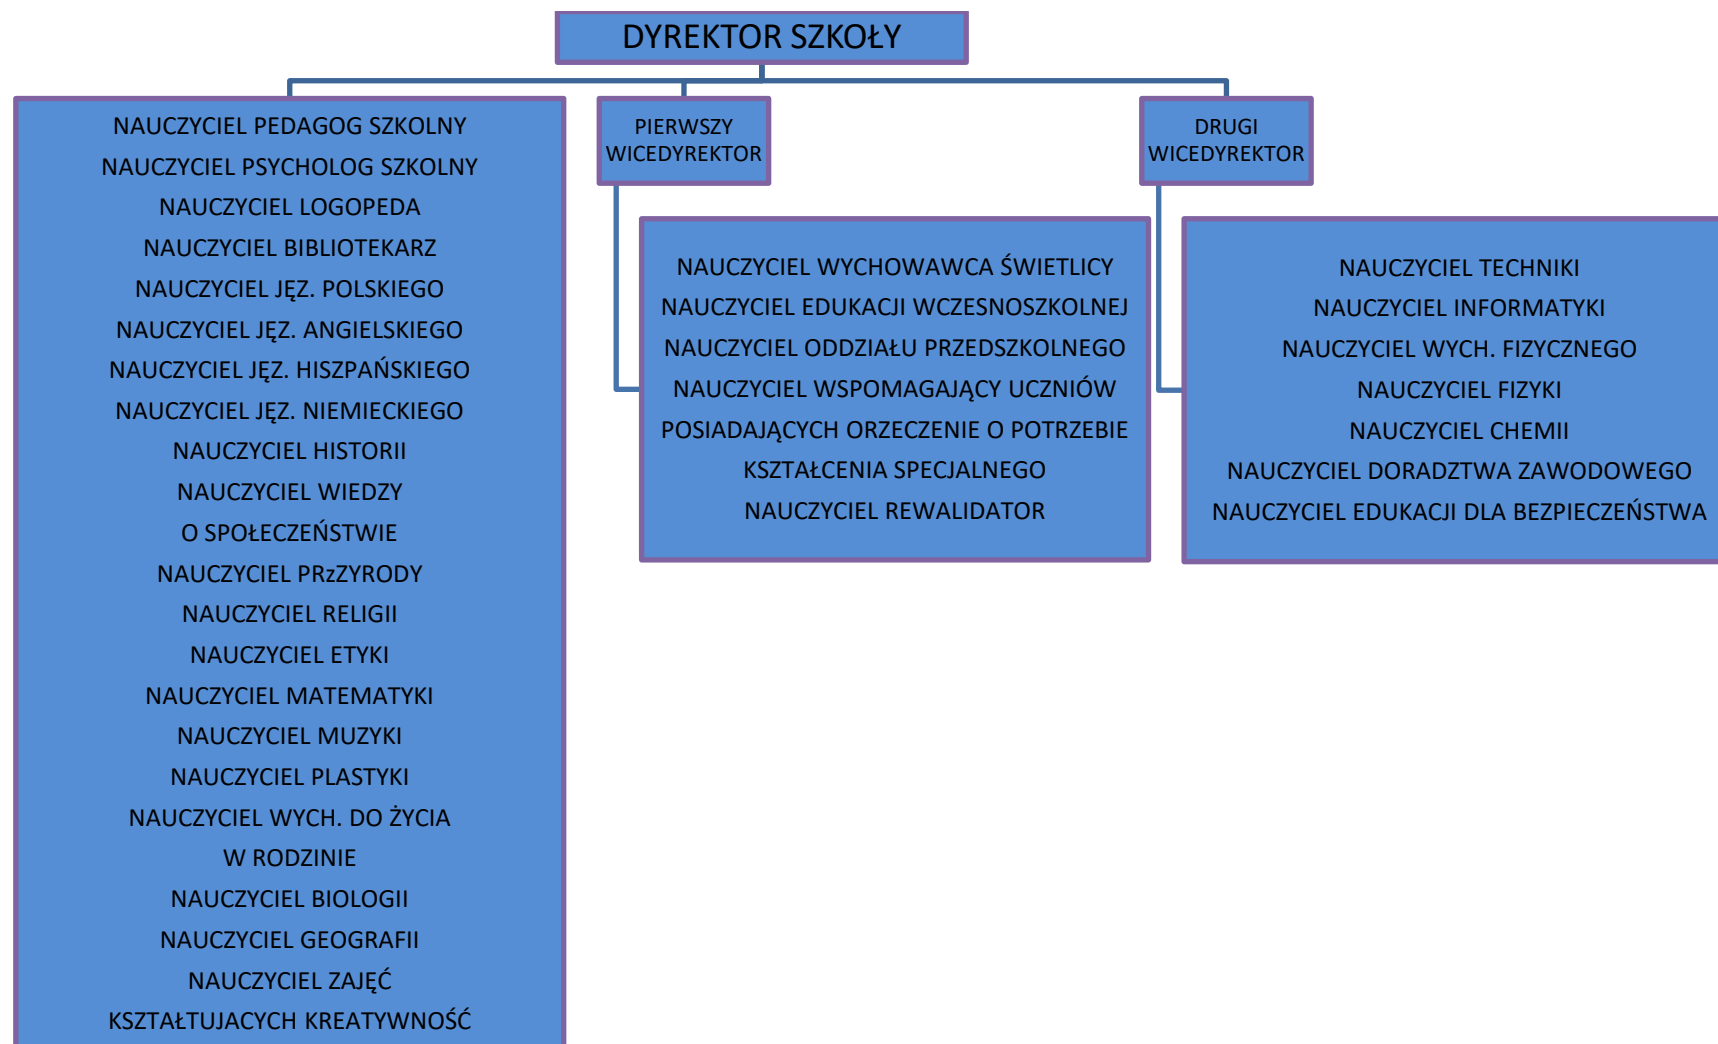 DYREKTOR SZKOŁY
NAUCZYCIEL PEDAGOG SZKOLNY
NAUCZYCIEL PSYCHOLOG SZKOLNY
NAUCZYCIEL LOGOPEDA
NAUCZYCIEL BIBLIOTEKARZ
NAUCZYCIEL JĘZ. POLSKIEGO
NAUCZYCIEL JĘZ. ANGIELSKIEGO
NAUCZYCIEL JĘZ. HISZPAŃSKIEGO
NAUCZYCIEL JĘZ. NIEMIECKIEGO
NAUCZYCIEL HISTORII
NAUCZYCIEL WIEDZY
O SPOŁECZEŃSTWIE
NAUCZYCIEL PRzZYRODY
NAUCZYCIEL RELIGII
NAUCZYCIEL ETYKI
NAUCZYCIEL MATEMATYKI
NAUCZYCIEL MUZYKI
NAUCZYCIEL PLASTYKI
NAUCZYCIEL WYCH. DO ŻYCIA
W RODZINIE
NAUCZYCIEL BIOLOGII
NAUCZYCIEL GEOGRAFII
NAUCZYCIEL ZAJĘĆ
KSZTAŁTUJACYCH KREATYWNOŚĆ
PIERWSZY
WICEDYREKTOR
NAUCZYCIEL WYCHOWAWCA ŚWIETLICY
NAUCZYCIEL EDUKACJI WCZESNOSZKOLNEJ
NAUCZYCIEL ODDZIAŁU PRZEDSZKOLNEGO
NAUCZYCIEL WSPOMAGAJĄCY UCZNIÓW
POSIADAJĄCYCH ORZECZENIE O POTRZEBIE
KSZTAŁCENIA SPECJALNEGO
NAUCZYCIEL REWALIDATOR
DRUGI
WICEDYREKTOR
NAUCZYCIEL TECHNIKI
NAUCZYCIEL INFORMATYKI
NAUCZYCIEL WYCH. FIZYCZNEGO
NAUCZYCIEL FIZYKI
NAUCZYCIEL CHEMII
NAUCZYCIEL DORADZTWA ZAWODOWEGO
NAUCZYCIEL EDUKACJI DLA BEZPIECZEŃSTWA